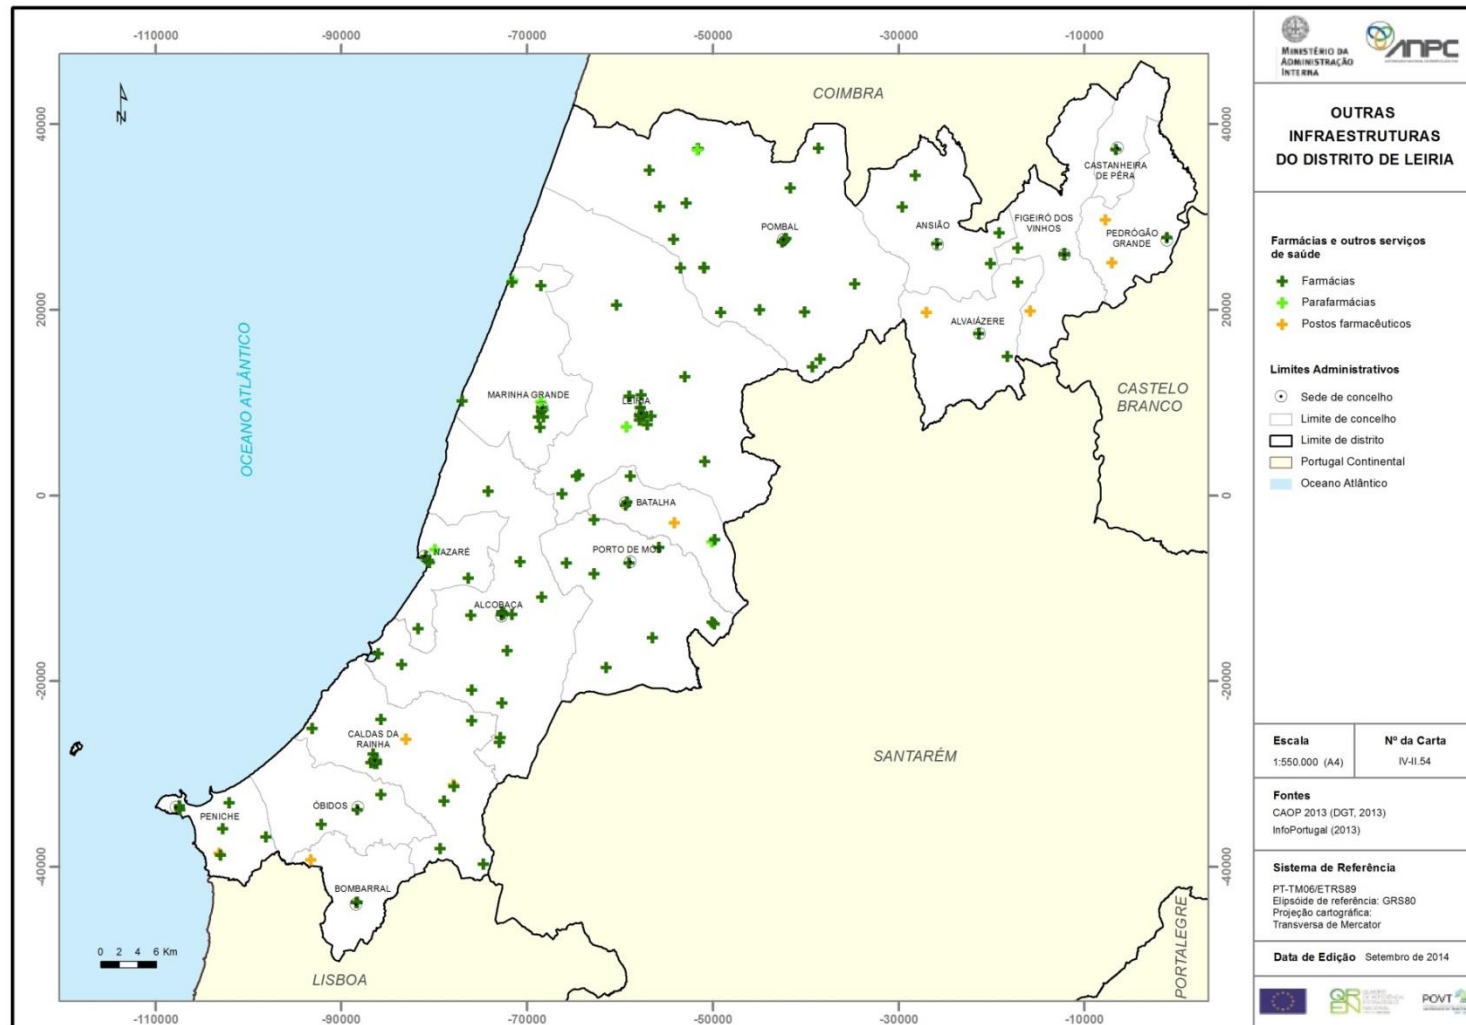 -110000
-90000
-70000
-50000
-30000
-10000
40000
20000
0
-20000
-40000
40000
20000
0
-20000
-40000
-110000
-90000
-70000
-50000
-30000
-10000
N
OCEANO ATLÂNTICO
COIMBRA
CASTELO
BRANCO
SANTARÉM
LISBOA
PORTALEGRE
CASTANHEIRA
DE PÊRA
FIGEIRÓ DOS
VINHOS
PEDRÓGÃO
GRANDE
ANSIÃO
POMBAL
ALVAIÁZERE
MARINHA GRANDE
LEIRIA
BATALHA
NAZARÉ
PORTO DE MÓS
ALCOBAÇA
CALDAS DA
RAINHA
ÓBIDOS
PENICHE
BOMBARRAL
0 2 4 6 Km
MINISTÉRIO DA
ADMINISTRAÇÃO
INTERNA
ANPC
OUTRAS
INFRAESTRUTURAS
DO DISTRITO DE LEIRIA
Farmácias e outros serviços
de saúde
Farmácias
Parafarmácias
Postos farmacêuticos
Limites Administrativos
Sede de concelho
Limite de concelho
Limite de distrito
Portugal Continental
Oceano Atlântico
Escala
1:550.000 (A4)
Nº da Carta
IV-II.54
Fontes
CAOP 2013 (DGT, 2013)
InfoPortugal (2013)
Sistema de Referência
PT-TM06/ETRS89
Elipsóide de referência: GRS80
Projeção cartográfica:
Transversa de Mercator
Data de Edição Setembro de 2014
QREN
POVT